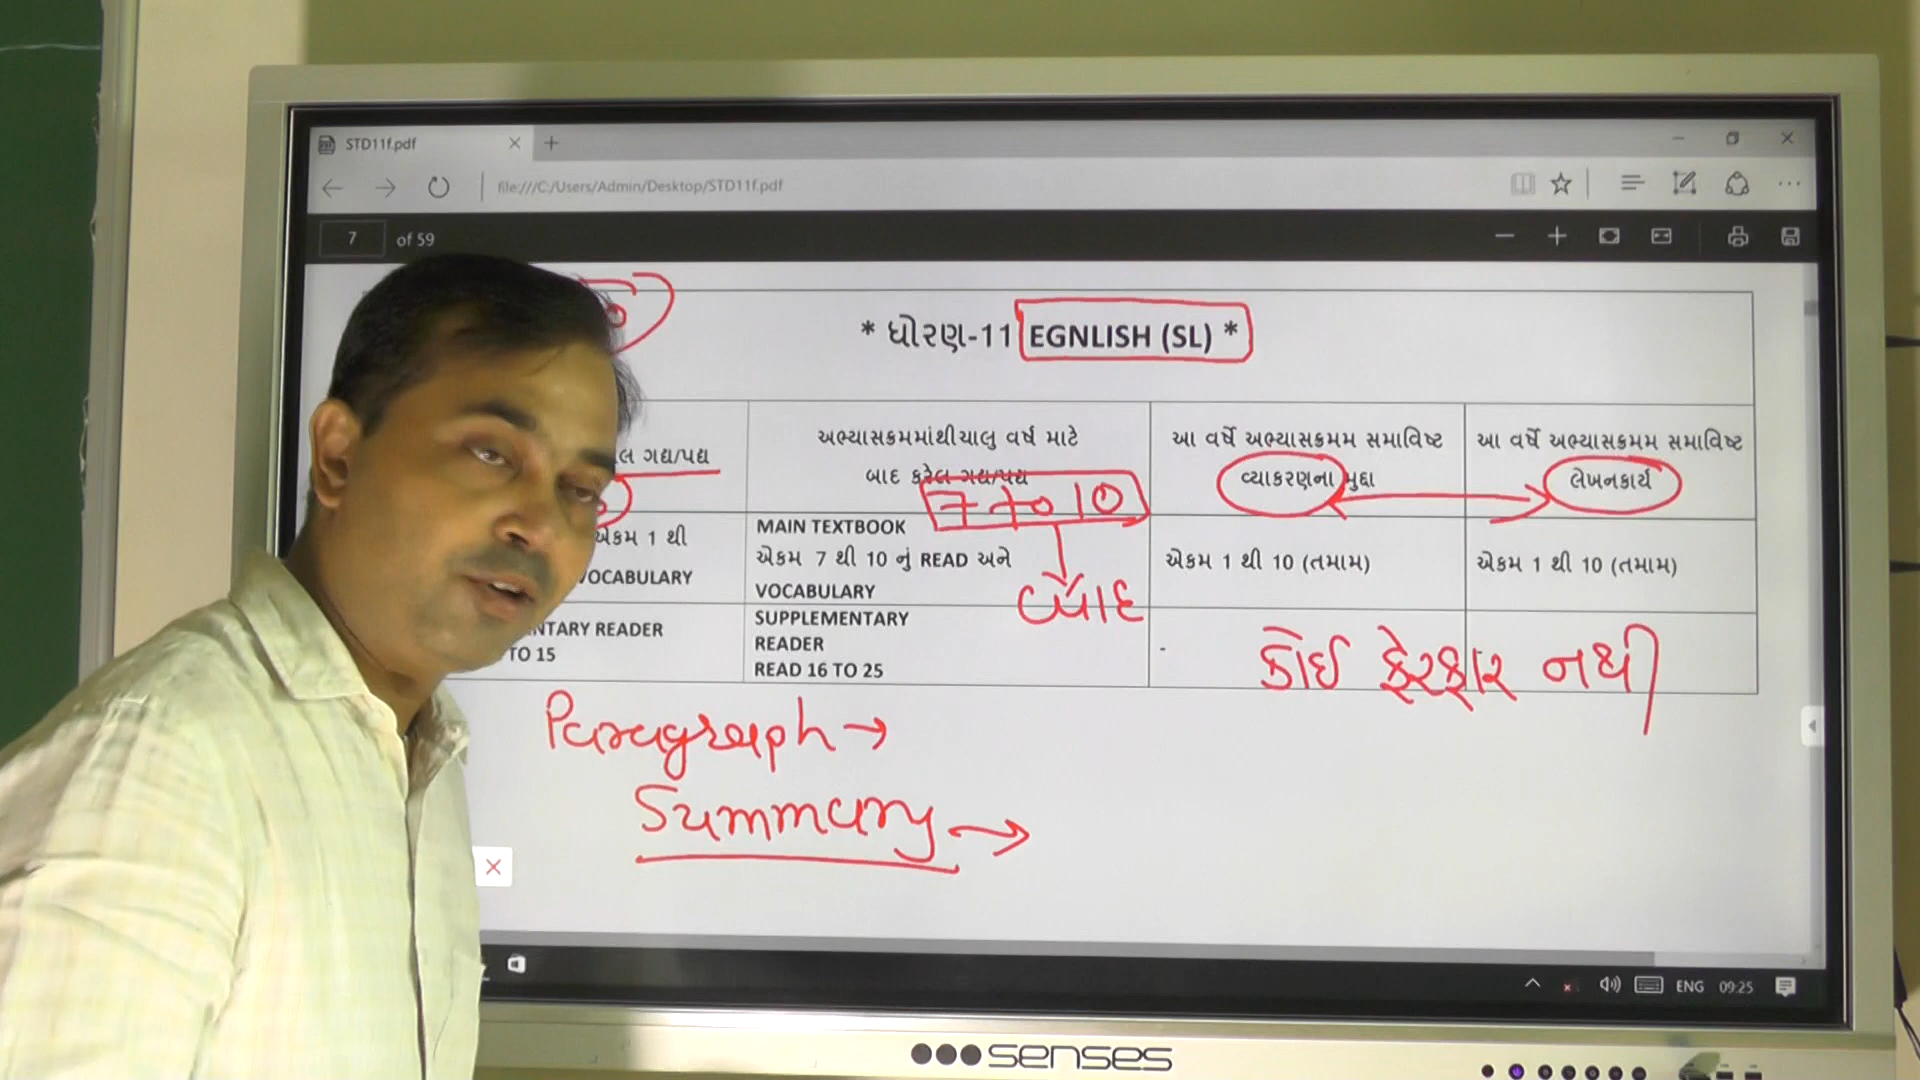 STD11f.pdf
file:///C:/Users/Admin/Desktop/STD11f.pdf
7 of 59
* ધોરણ-11 EGNLISH (SL) *
લ ગદ્ય/પદ્ય
અભ્યાસક્રમમાંથીચાલુ વર્ષ માટે
બાદ કરેલ ગદ્ય/પદ્ય
7 to 10
આ વર્ષે અભ્યાસક્રમમ સમાવિષ્ટ
વ્યાકરણના મુદ્દા
આ વર્ષે અભ્યાસક્રમમ સમાવિષ્ટ
લેખનકાર્ય
એકમ 1 થી
VOCABULARY
MAIN TEXTBOOK
એકમ 7 થી 10 નું READ અને
VOCABULARY
એકમ 1 થી 10 (તમામ)
એકમ 1 થી 10 (તમામ)
NTARY READER
TO 15
SUPPLEMENTARY
READER
READ 16 TO 25
-
કોઈ ફેરફાર નથી
Paragraph →
Summary →
ENG 09:25
senses